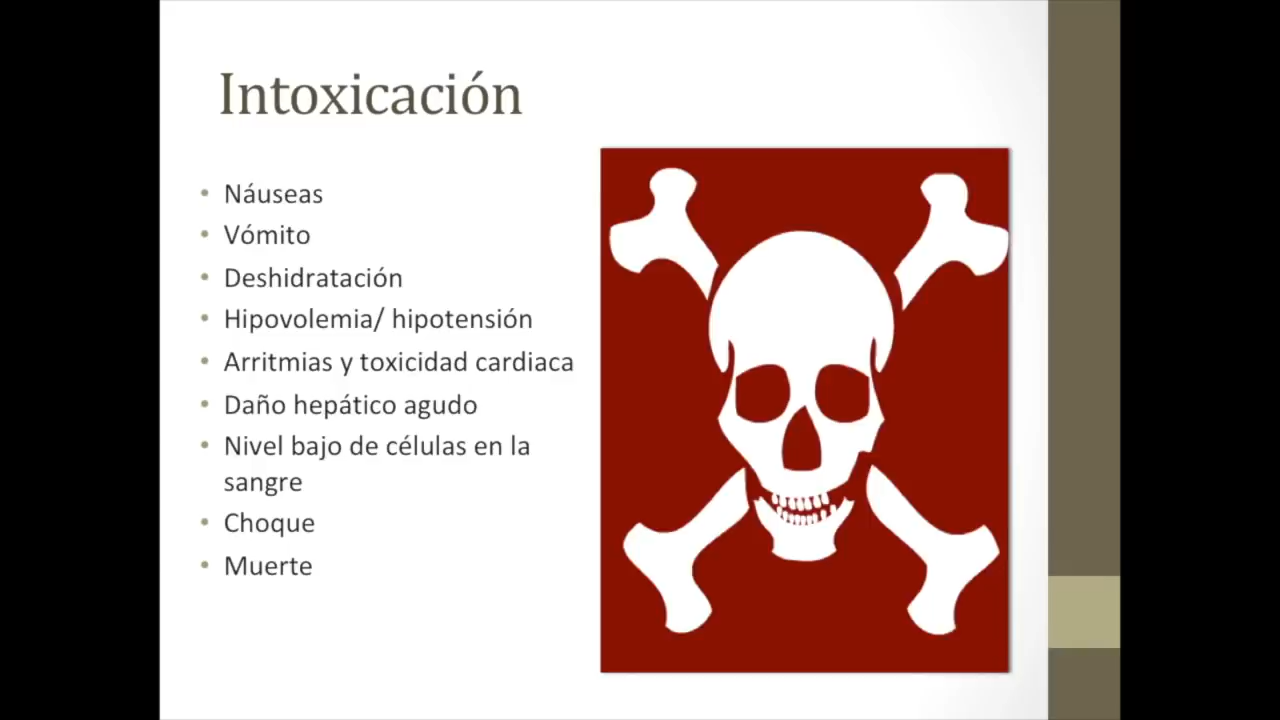 Intoxicación
• Náuseas
• Vómito
• Deshidratación
• Hipovolemia/ hipotensión
• Arritmias y toxicidad cardiaca
• Daño hepático agudo
• Nivel bajo de células en la
sangre
• Choque
• Muerte